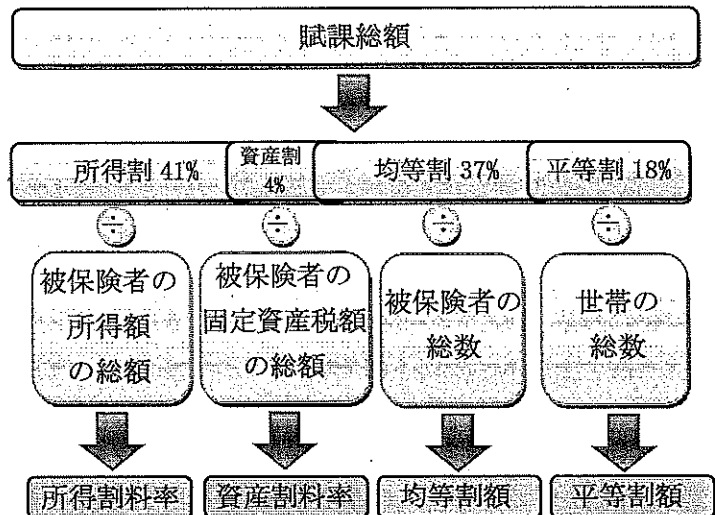 賦課総額
所得割 41%
資産割
4%
均等割 37%
平等割 18%
÷ ÷ ÷ ÷
被保険者の
所得額
の総額
被保険者の
固定資産税額
の総額
被保険者の
総数
世帯の
総数
所得割料率
資産割料率
均等割額
平等割額